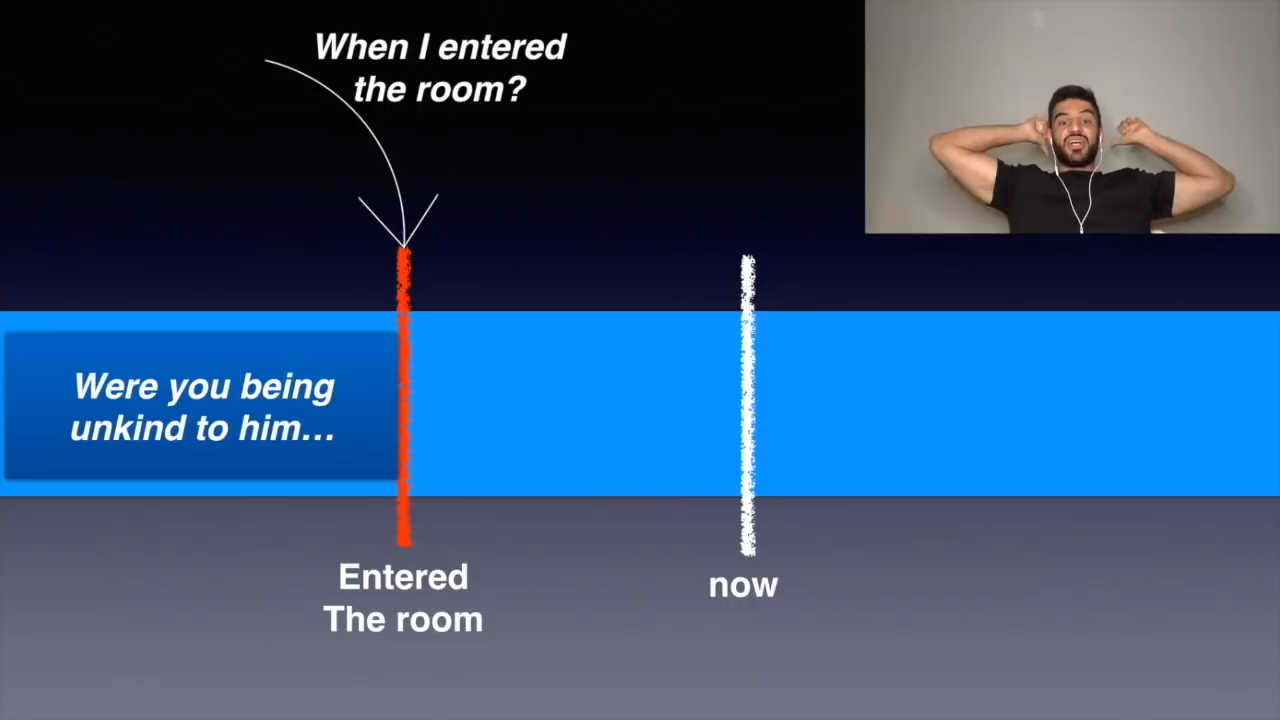 When I entered
the room?
Were you being
unkind to him...
Entered
The room
now